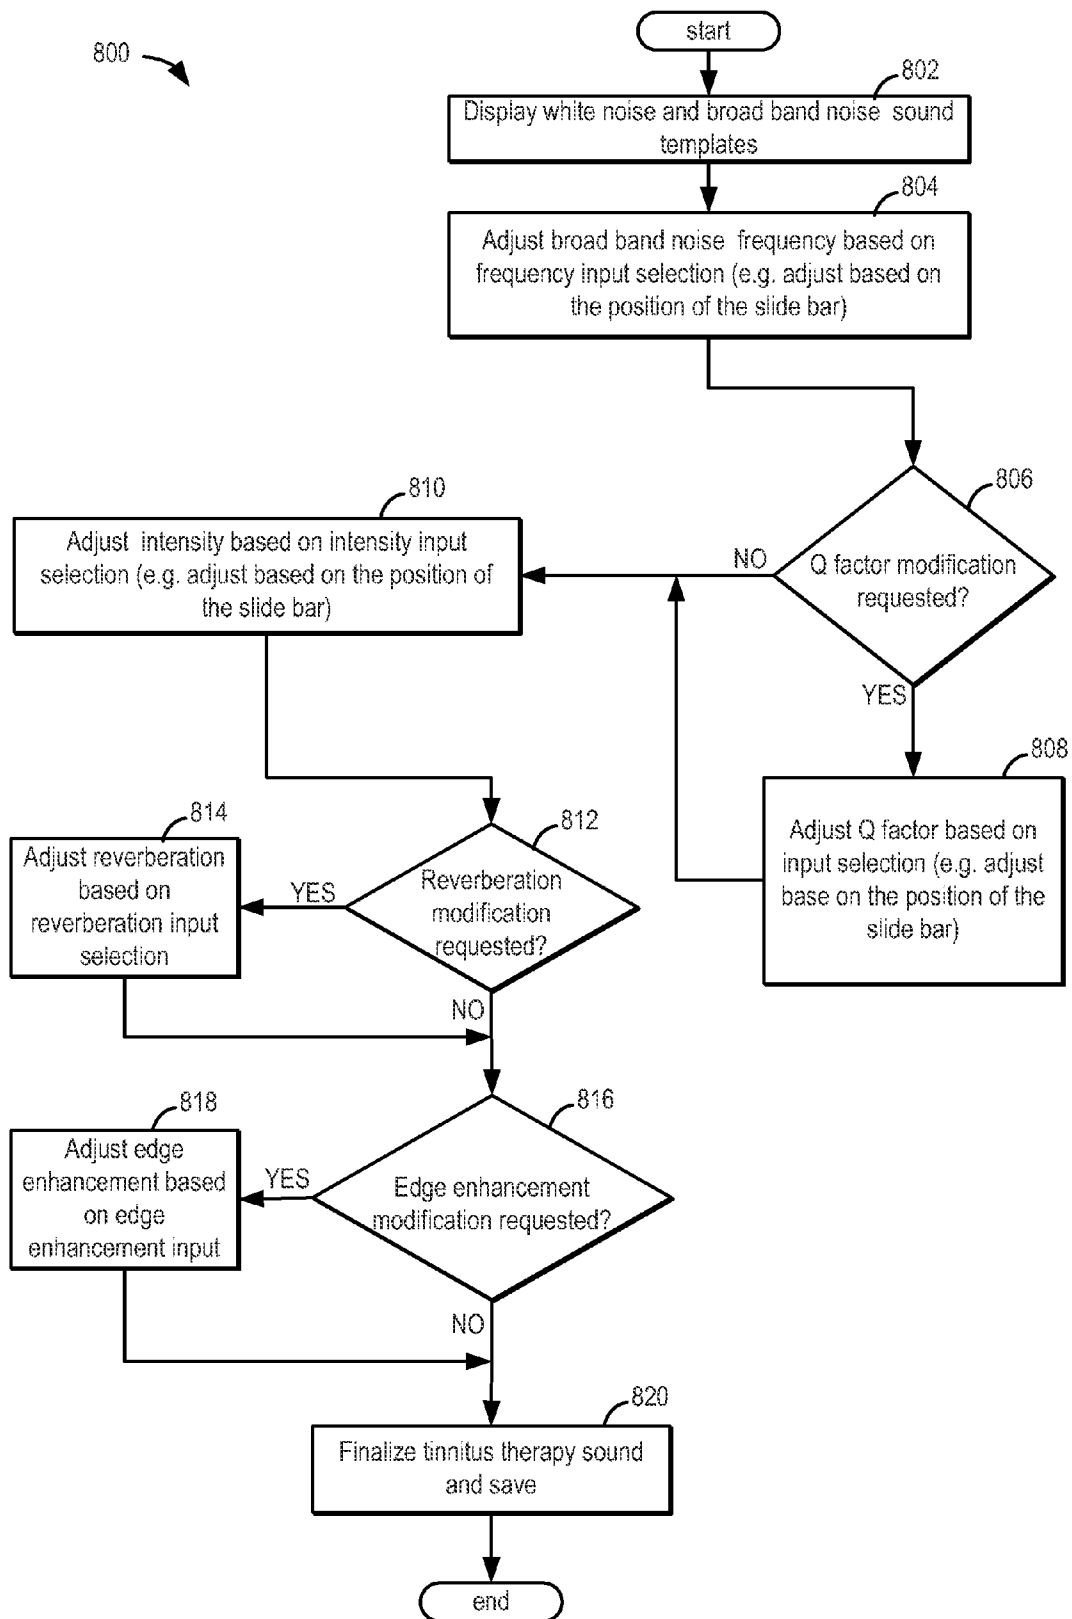 start
800
802
Display white noise and broad band noise sound
templates
804
Adjust broad band noise frequency based on
frequency input selection (e.g. adjust based on
the position of the slide bar)
806
Q factor modification
requested?
NO
YES
810
Adjust intensity based on intensity input
selection (e.g. adjust based on the position of
the slide bar)
808
Adjust Q factor based on
input selection (e.g. adjust
base on the position of the
slide bar)
812
Reverberation
modification
requested?
YES
NO
814
Adjust reverberation
based on
reverberation input
selection
816
Edge enhancement
modification requested?
YES
NO
818
Adjust edge
enhancement based
on edge
enhancement input
820
Finalize tinnitus therapy sound
and save
end